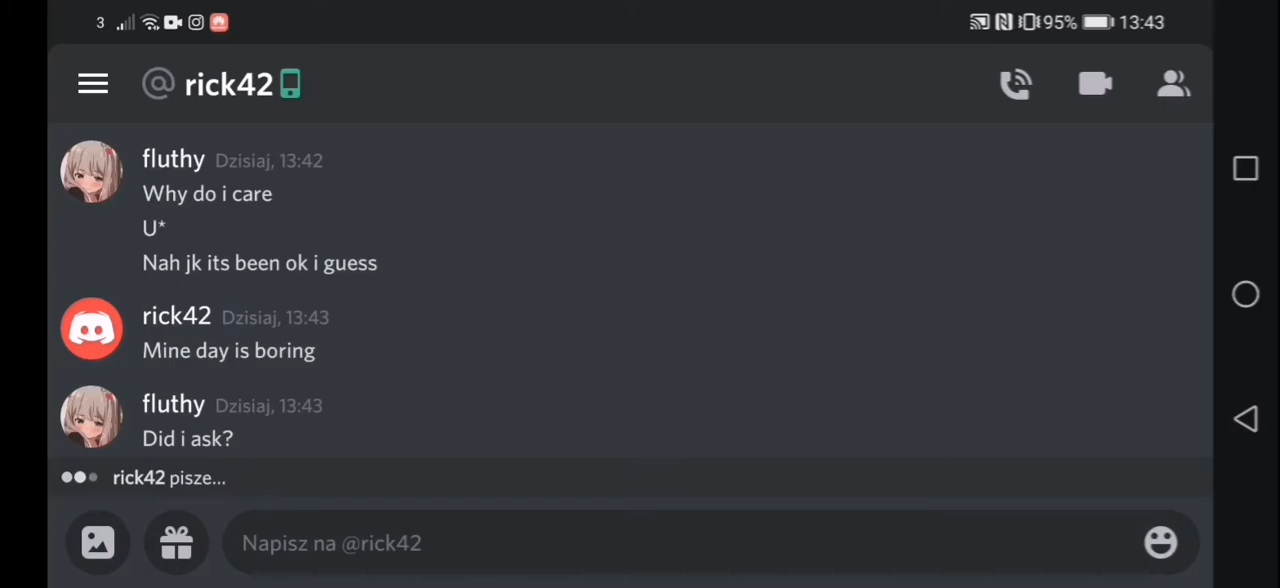 3 95% 13:43
@ rick42
fluthy Dzisiaj, 13:42
Why do i care
U*
Nah jk its been ok i guess
rick42 Dzisiaj, 13:43
Mine day is boring
fluthy Dzisiaj, 13:43
Did i ask?
rick42 pisze...
Napisz na @rick42